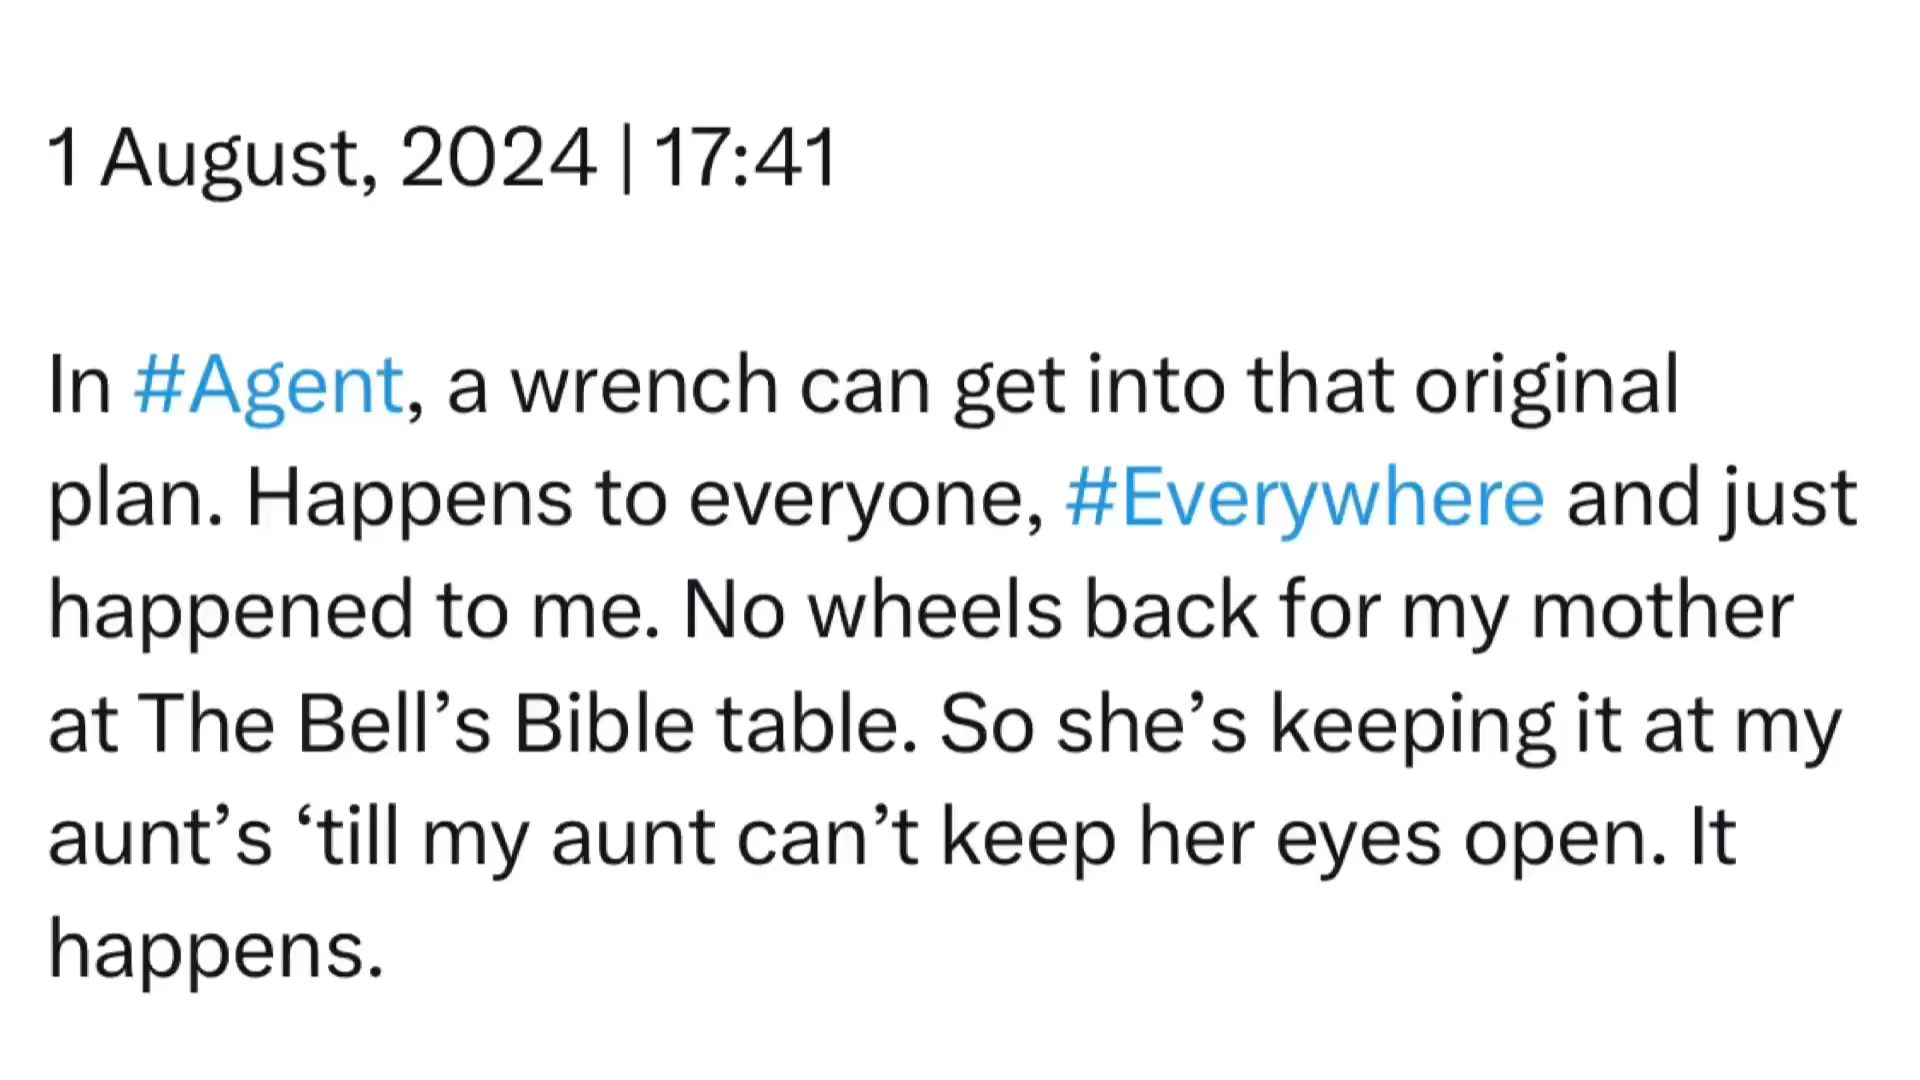 1 August, 2024 | 17:41
In #Agent, a wrench can get into that original
plan. Happens to everyone, #Everywhere and just
happened to me. No wheels back for my mother
at The Bell’s Bible table. So she’s keeping it at my
aunt’s ‘till my aunt can’t keep her eyes open. It
happens.